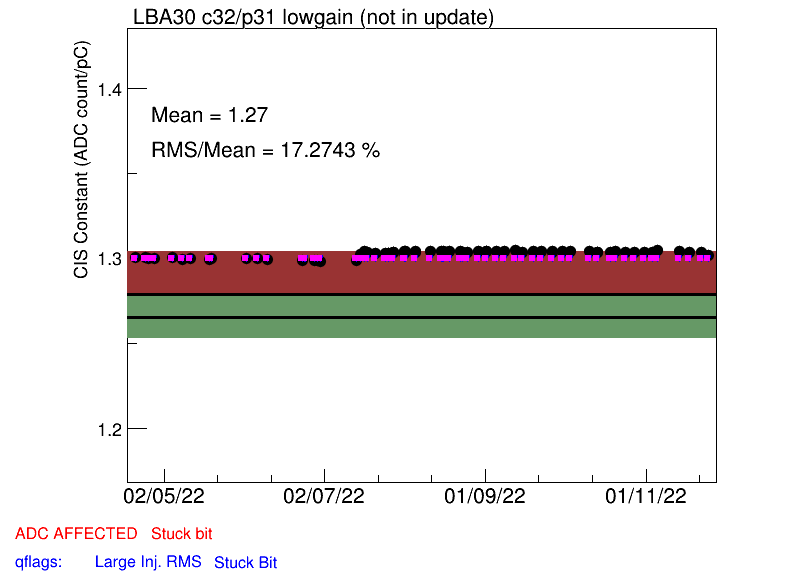 LBA30 c32/p31 lowgain (not in update)
CIS Constant (ADC count/pC)
1.4
Mean = 1.27
RMS/Mean = 17.2743 %
1.3
1.2
02/05/22 02/07/22 01/09/22 01/11/22
ADC AFFECTED Stuck bit
qflags: Large Inj. RMS Stuck Bit